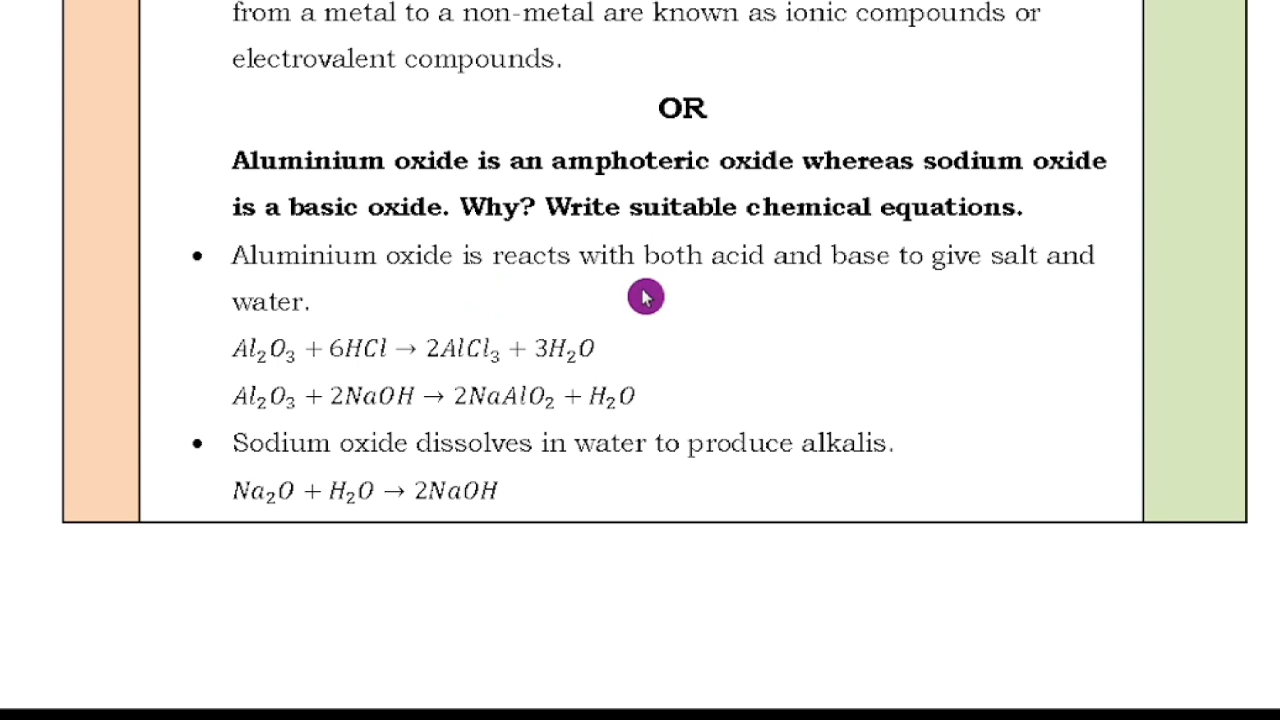 from a metal to a non-metal are known as ionic compounds or
electrovalent compounds.
OR
Aluminium oxide is an amphoteric oxide whereas sodium oxide
is a basic oxide. Why? Write suitable chemical equations.
• Aluminium oxide is reacts with both acid and base to give salt and
water.
Al₂O₃ + 6HCl → 2AlCl₃ + 3H₂O
Al₂O₃ + 2NaOH → 2NaAlO₂ + H₂O
• Sodium oxide dissolves in water to produce alkalis.
Na₂O + H₂O → 2NaOH